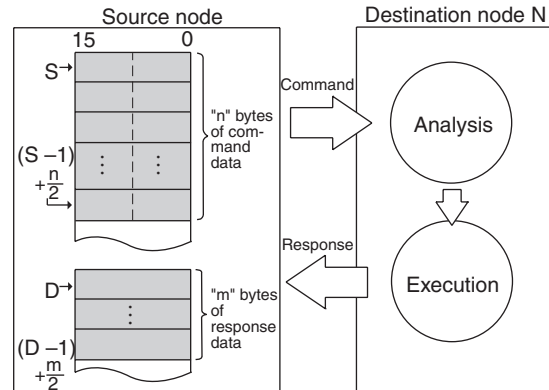 Source node
Destination node N
15 0
S
"n" bytes
of com-
mand
data
(S –1)
+n/2
Command
Analysis
Response
Execution
D
"m" bytes
of
response
data
(D –1)
+m/2